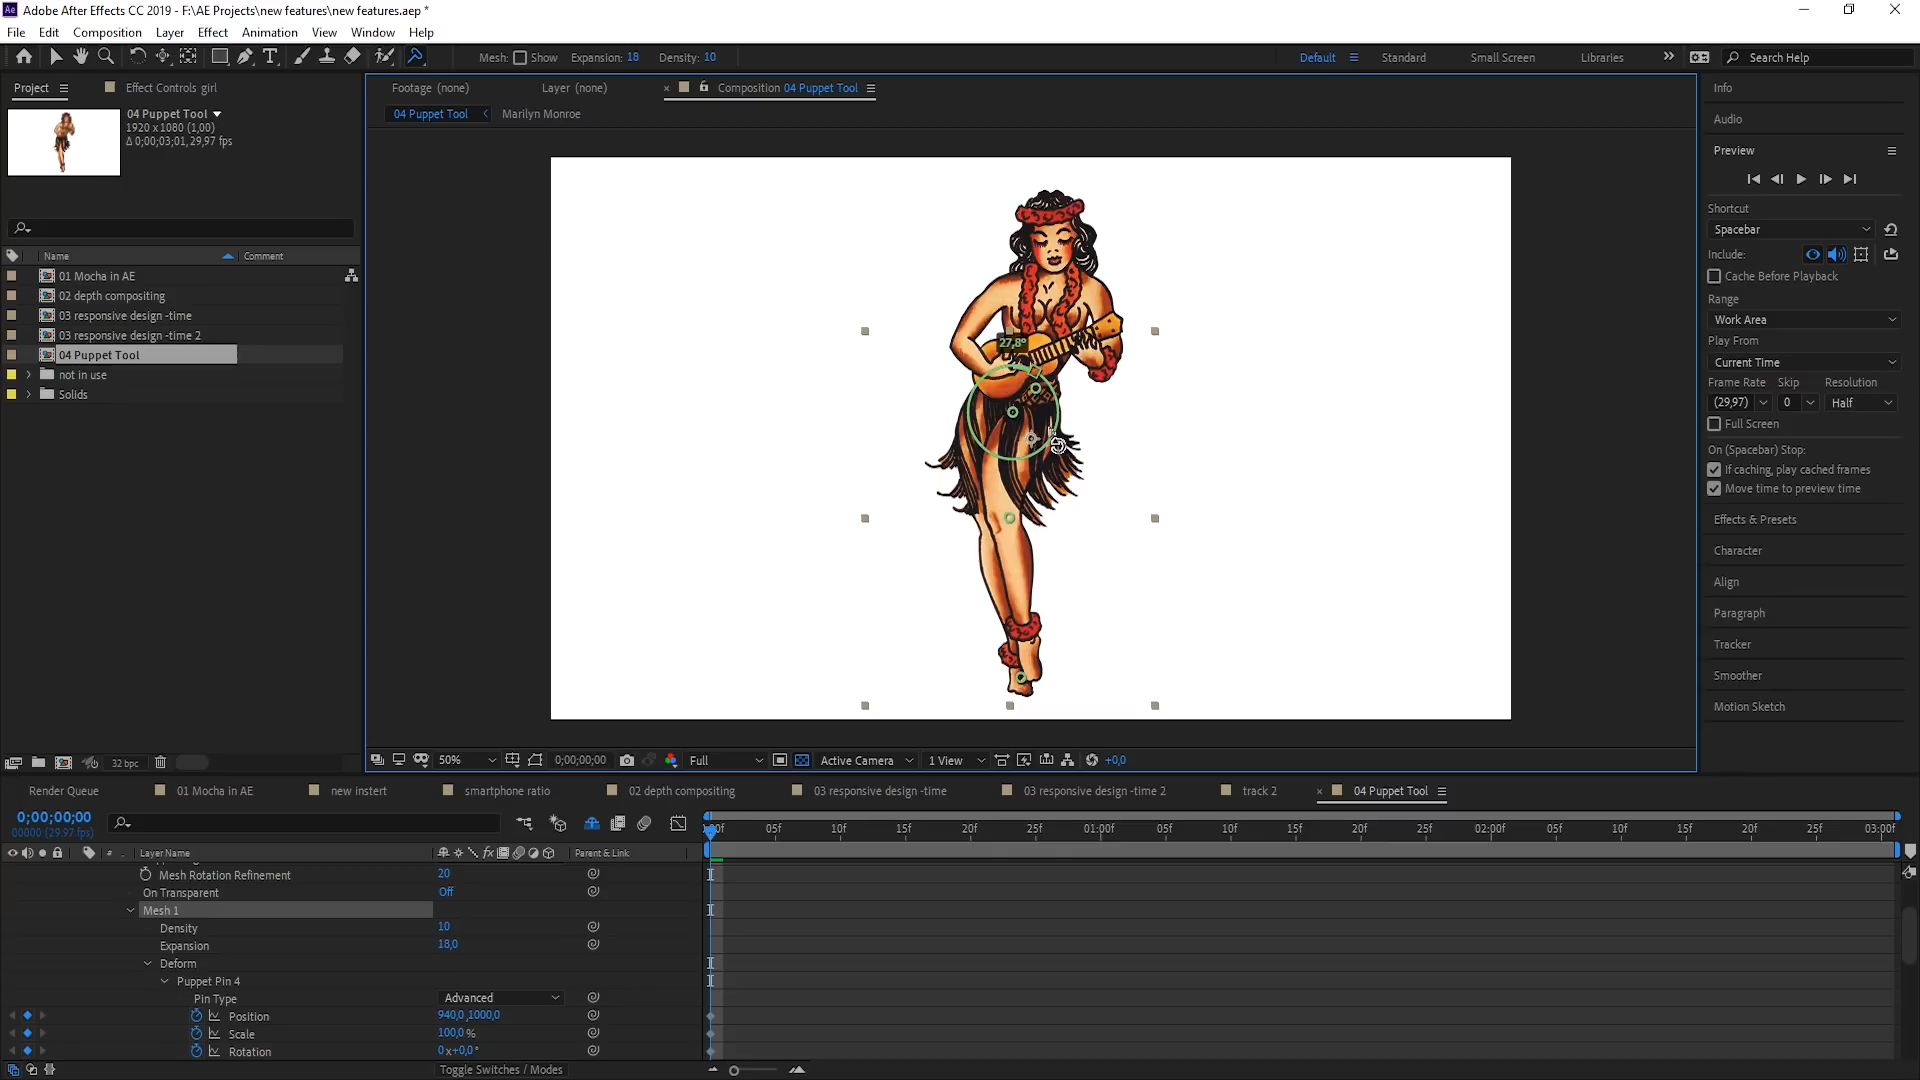 Adobe After Effects CC 2019 - F:\AE Projects\new features\new features.aep *
File Edit Composition Layer Effect Animation View Window Help
Mesh: Show Expansion: 18 Density: 10
Default Standard Small Screen Libraries Search Help
Project Effect Controls girl
Footage (none) Layer (none) Composition 04 Puppet Tool
04 Puppet Tool Marilyn Monroe
04 Puppet Tool
1920 x 1080 (1,00)
Δ 0;00;03;01, 29,97 fps
Name Comment
01 Mocha in AE
02 depth compositing
03 responsive design -time
03 responsive design -time 2
04 Puppet Tool
not in use
Solids
27,8°
Info
Audio
Preview
Shortcut
Spacebar
Include:
Cache Before Playback
Range
Work Area
Play From
Current Time
Frame Rate Skip Resolution
(29,97) 0 Half
Full Screen
On (Spacebar) Stop:
If caching, play cached frames
Move time to preview time
Effects & Presets
Character
Align
Paragraph
Tracker
Smoother
Motion Sketch
32 bpc
50% 0;00;00;00 Full Active Camera 1 View +0,0
Render Queue 01 Mocha in AE new instert smartphone ratio 02 depth compositing 03 responsive design -time 03 responsive design -time 2 track 2 04 Puppet Tool
0;00;00;00
00000 (29.97 fps)
05f 10f 15f 20f 25f 01:00f 05f 10f 15f 20f 25f 02:00f 05f 10f 15f 20f 25f 03:00f
# Layer Name fx Parent & Link
Mesh Rotation Refinement 20
On Transparent Off
Mesh 1
Density 10
Expansion 18,0
Deform
Puppet Pin 4
Pin Type Advanced
Position 940,0,1000,0
Scale 100,0 %
Rotation 0x+0,0°
Toggle Switches / Modes